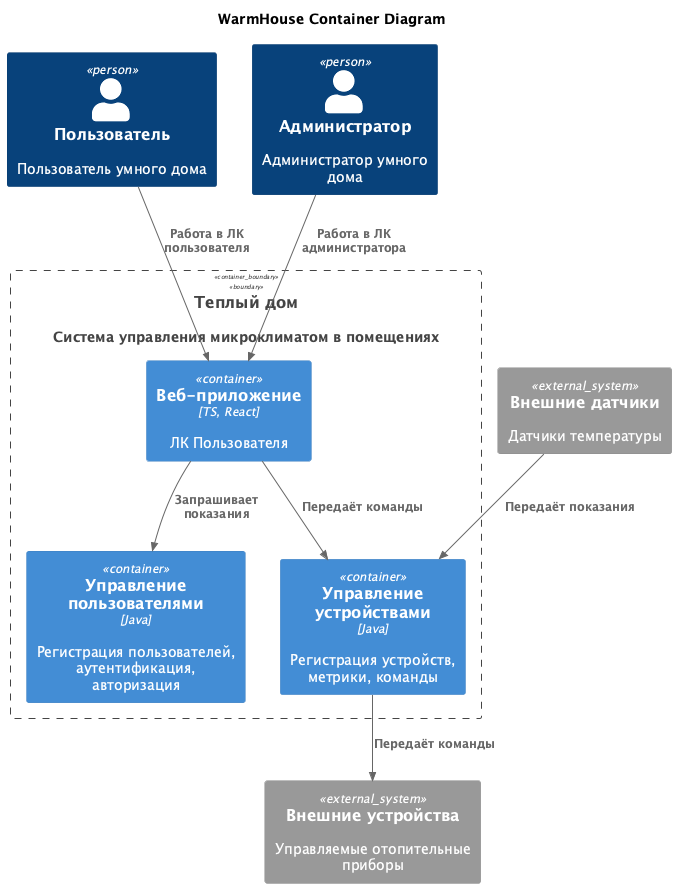 WarmHouse Container Diagram
«person»
Пользователь
Пользователь умного дома
«person»
Администратор
Администратор умного
дома
Работа в ЛК
пользователя
Работа в ЛК
администратора
«container_boundary»
«boundary»
Теплый дом
Система управления микроклиматом в помещениях
«container»
Веб-приложение
[TS, React]
ЛК Пользователя
«external_system»
Внешние датчики
Датчики температуры
Запрашивает
показания
Передаёт команды
Передаёт показания
«container»
Управление
пользователями
[Java]
Регистрация пользователей,
аутентификация,
авторизация
«container»
Управление
устройствами
[Java]
Регистрация устройств,
метрики, команды
Передаёт команды
«external_system»
Внешние устройства
Управляемые отопительные
приборы